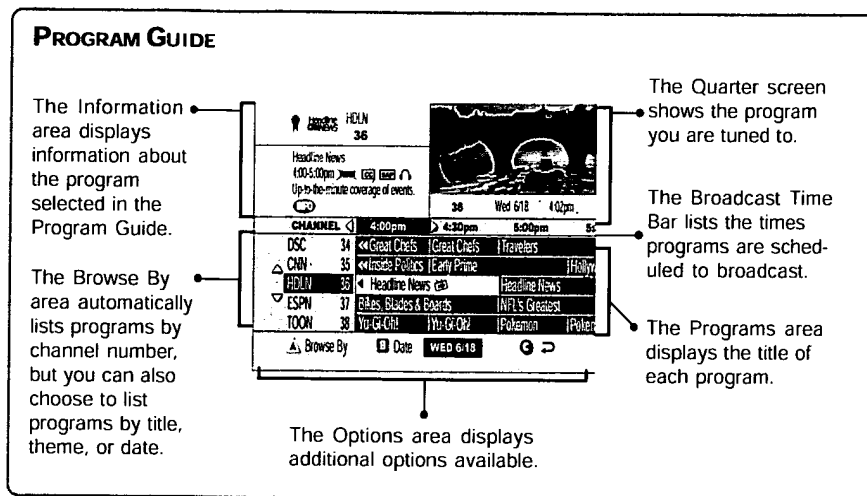 PROGRAM GUIDE
The Information
area displays
information about
the program
selected in the
Program Guide.
The Browse By
area automatically
lists programs by
channel number,
but you can also
choose to list
programs by title,
theme, or date.
Headline HDLN
NEWS 36
Headline News
4:00-5:00pm CC SAP
Up-to-the-minute coverage of events.
36 Wed 6/18 4:02pm
CHANNEL 4:00pm 4:30pm 5:00pm
DSC 34 Great Chefs Great Chefs Travelers
CNN 35 Inside Politics Early Prime Hollyw
HDLN 36 Headline News Headline News
ESPN 37 Bikes, Blades & Boards NFL's Greatest
TOON 38 Yu-Gi-Oh! Yu-Gi-Oh! Pokemon Poken
A Browse By B Date WED 6/18 C
The Quarter screen
shows the program
you are tuned to.
The Broadcast Time
Bar lists the times
programs are sched-
uled to broadcast.
The Programs area
displays the title of
each program.
The Options area displays
additional options available.